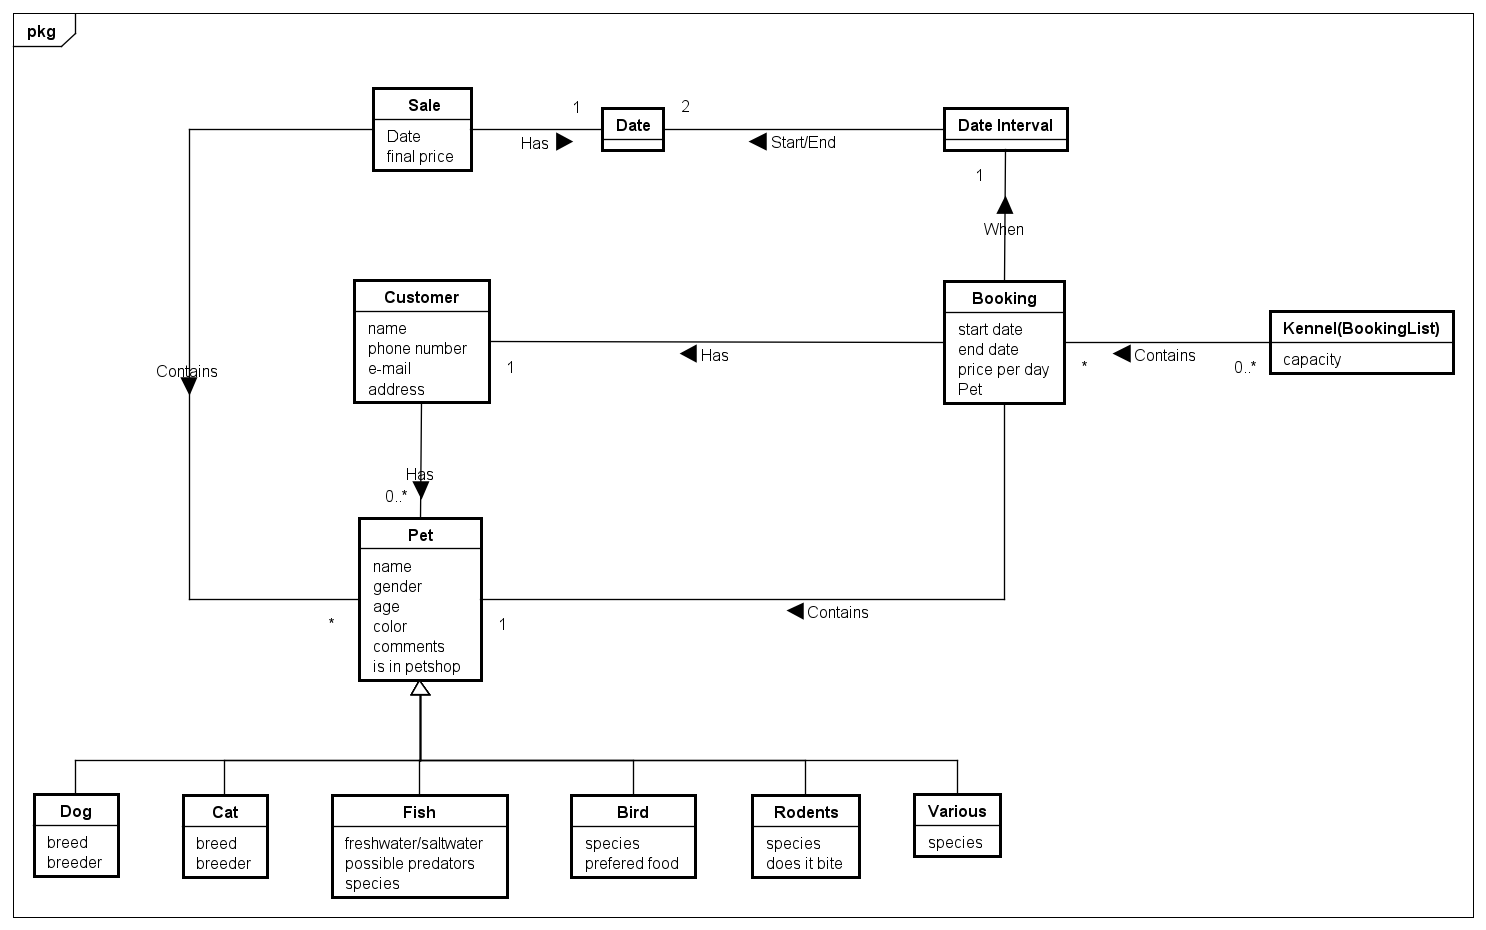 pkg
Sale
Date
final price
1
Has
Date
2
Start/End
Date Interval
1
When
Customer
name
phone number
e-mail
address
1
Has
Booking
start date
end date
price per day
Pet
*
Contains
0..*
Kennel(BookingList)
capacity
Contains
Has
0..*
Pet
name
gender
age
color
comments
is in petshop
*
1
Contains
Dog
breed
breeder
Cat
breed
breeder
Fish
freshwater/saltwater
possible predators
species
Bird
species
prefered food
Rodents
species
does it bite
Various
species